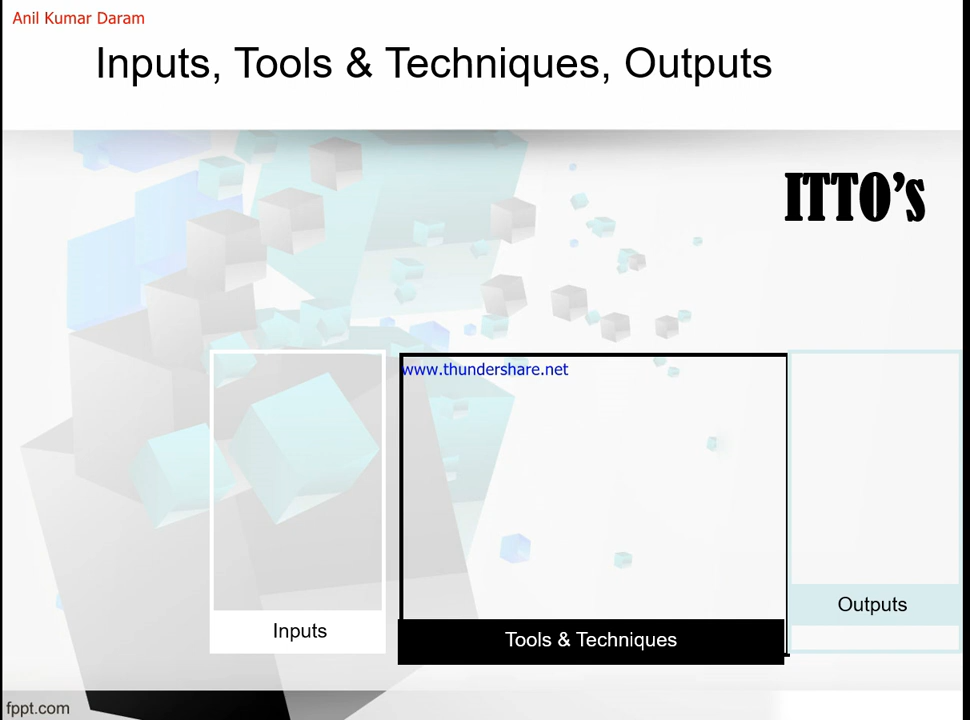 Anil Kumar Daram
Inputs, Tools & Techniques, Outputs
ITTO's
www.thundershare.net
Inputs
Tools & Techniques
Outputs
fppt.com